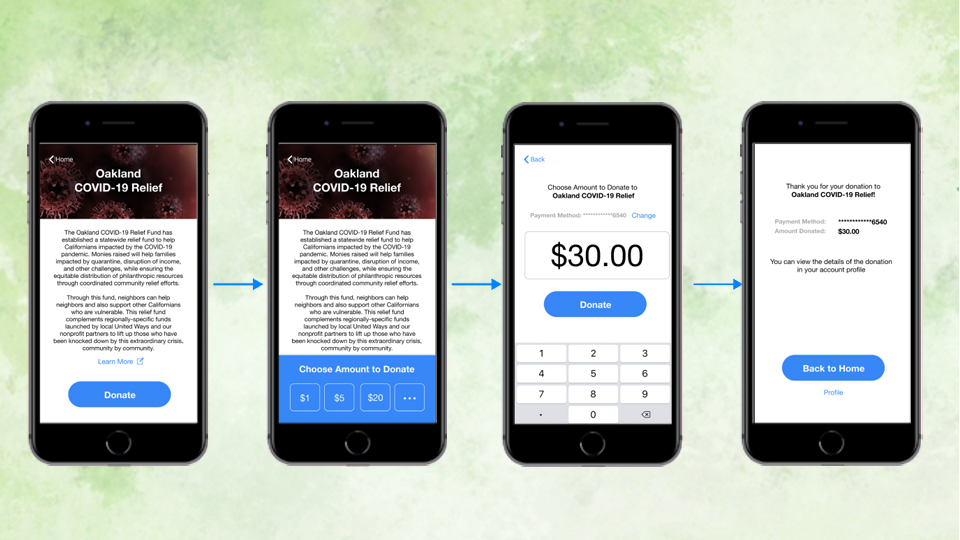 Home
Oakland
COVID-19 Relief
The Oakland COVID-19 Relief Fund has
established a statewide relief fund to help
Californians impacted by the COVID-19
pandemic. Monies raised will help families
impacted by quarantine, disruption of income,
and other challenges, while ensuring the
equitable distribution of philanthropic resources
through coordinated community relief efforts.
Through this fund, neighbors can help
neighbors and also support other Californians
who are vulnerable. This relief fund
complements regionally-specific funds
launched by local United Ways and our
nonprofit partners to lift up those who have
been knocked down by this extraordinary crisis,
community by community.
Learn More
Donate
Home
Oakland
COVID-19 Relief
The Oakland COVID-19 Relief Fund has
established a statewide relief fund to help
Californians impacted by the COVID-19
pandemic. Monies raised will help families
impacted by quarantine, disruption of income,
and other challenges, while ensuring the
equitable distribution of philanthropic resources
through coordinated community relief efforts.
Through this fund, neighbors can help
neighbors and also support other Californians
who are vulnerable. This relief fund
complements regionally-specific funds
launched by local United Ways and our
nonprofit partners to lift up those who have
been knocked down by this extraordinary crisis,
community by community.
Choose Amount to Donate
$1 $5 $20 •••
Back
Choose Amount to Donate to
Oakland COVID-19 Relief
Payment Method: ************6540 Change
$30.00
Donate
1 2 3
4 5 6
7 8 9
. 0
Thank you for your donation to
Oakland COVID-19 Relief!
Payment Method: ************6540
Amount Donated: $30.00
You can view the details of the donation
in your account profile
Back to Home
Profile